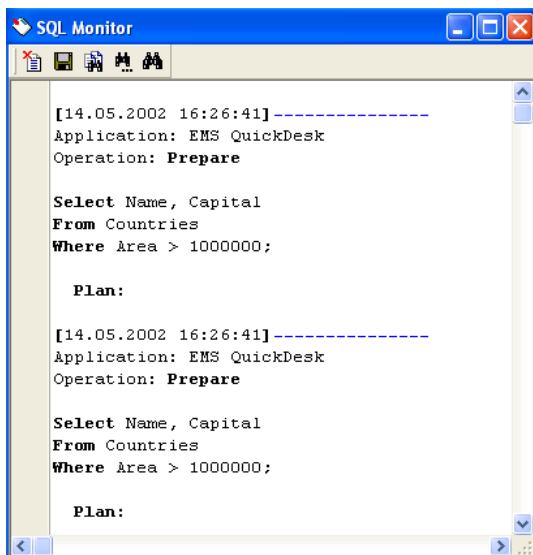 SQL Monitor
[14.05.2002 16:26:41]---------------
Application: EMS QuickDesk
Operation: Prepare
Select Name, Capital
From Countries
Where Area > 1000000;
Plan:
[14.05.2002 16:26:41]---------------
Application: EMS QuickDesk
Operation: Prepare
Select Name, Capital
From Countries
Where Area > 1000000;
Plan: